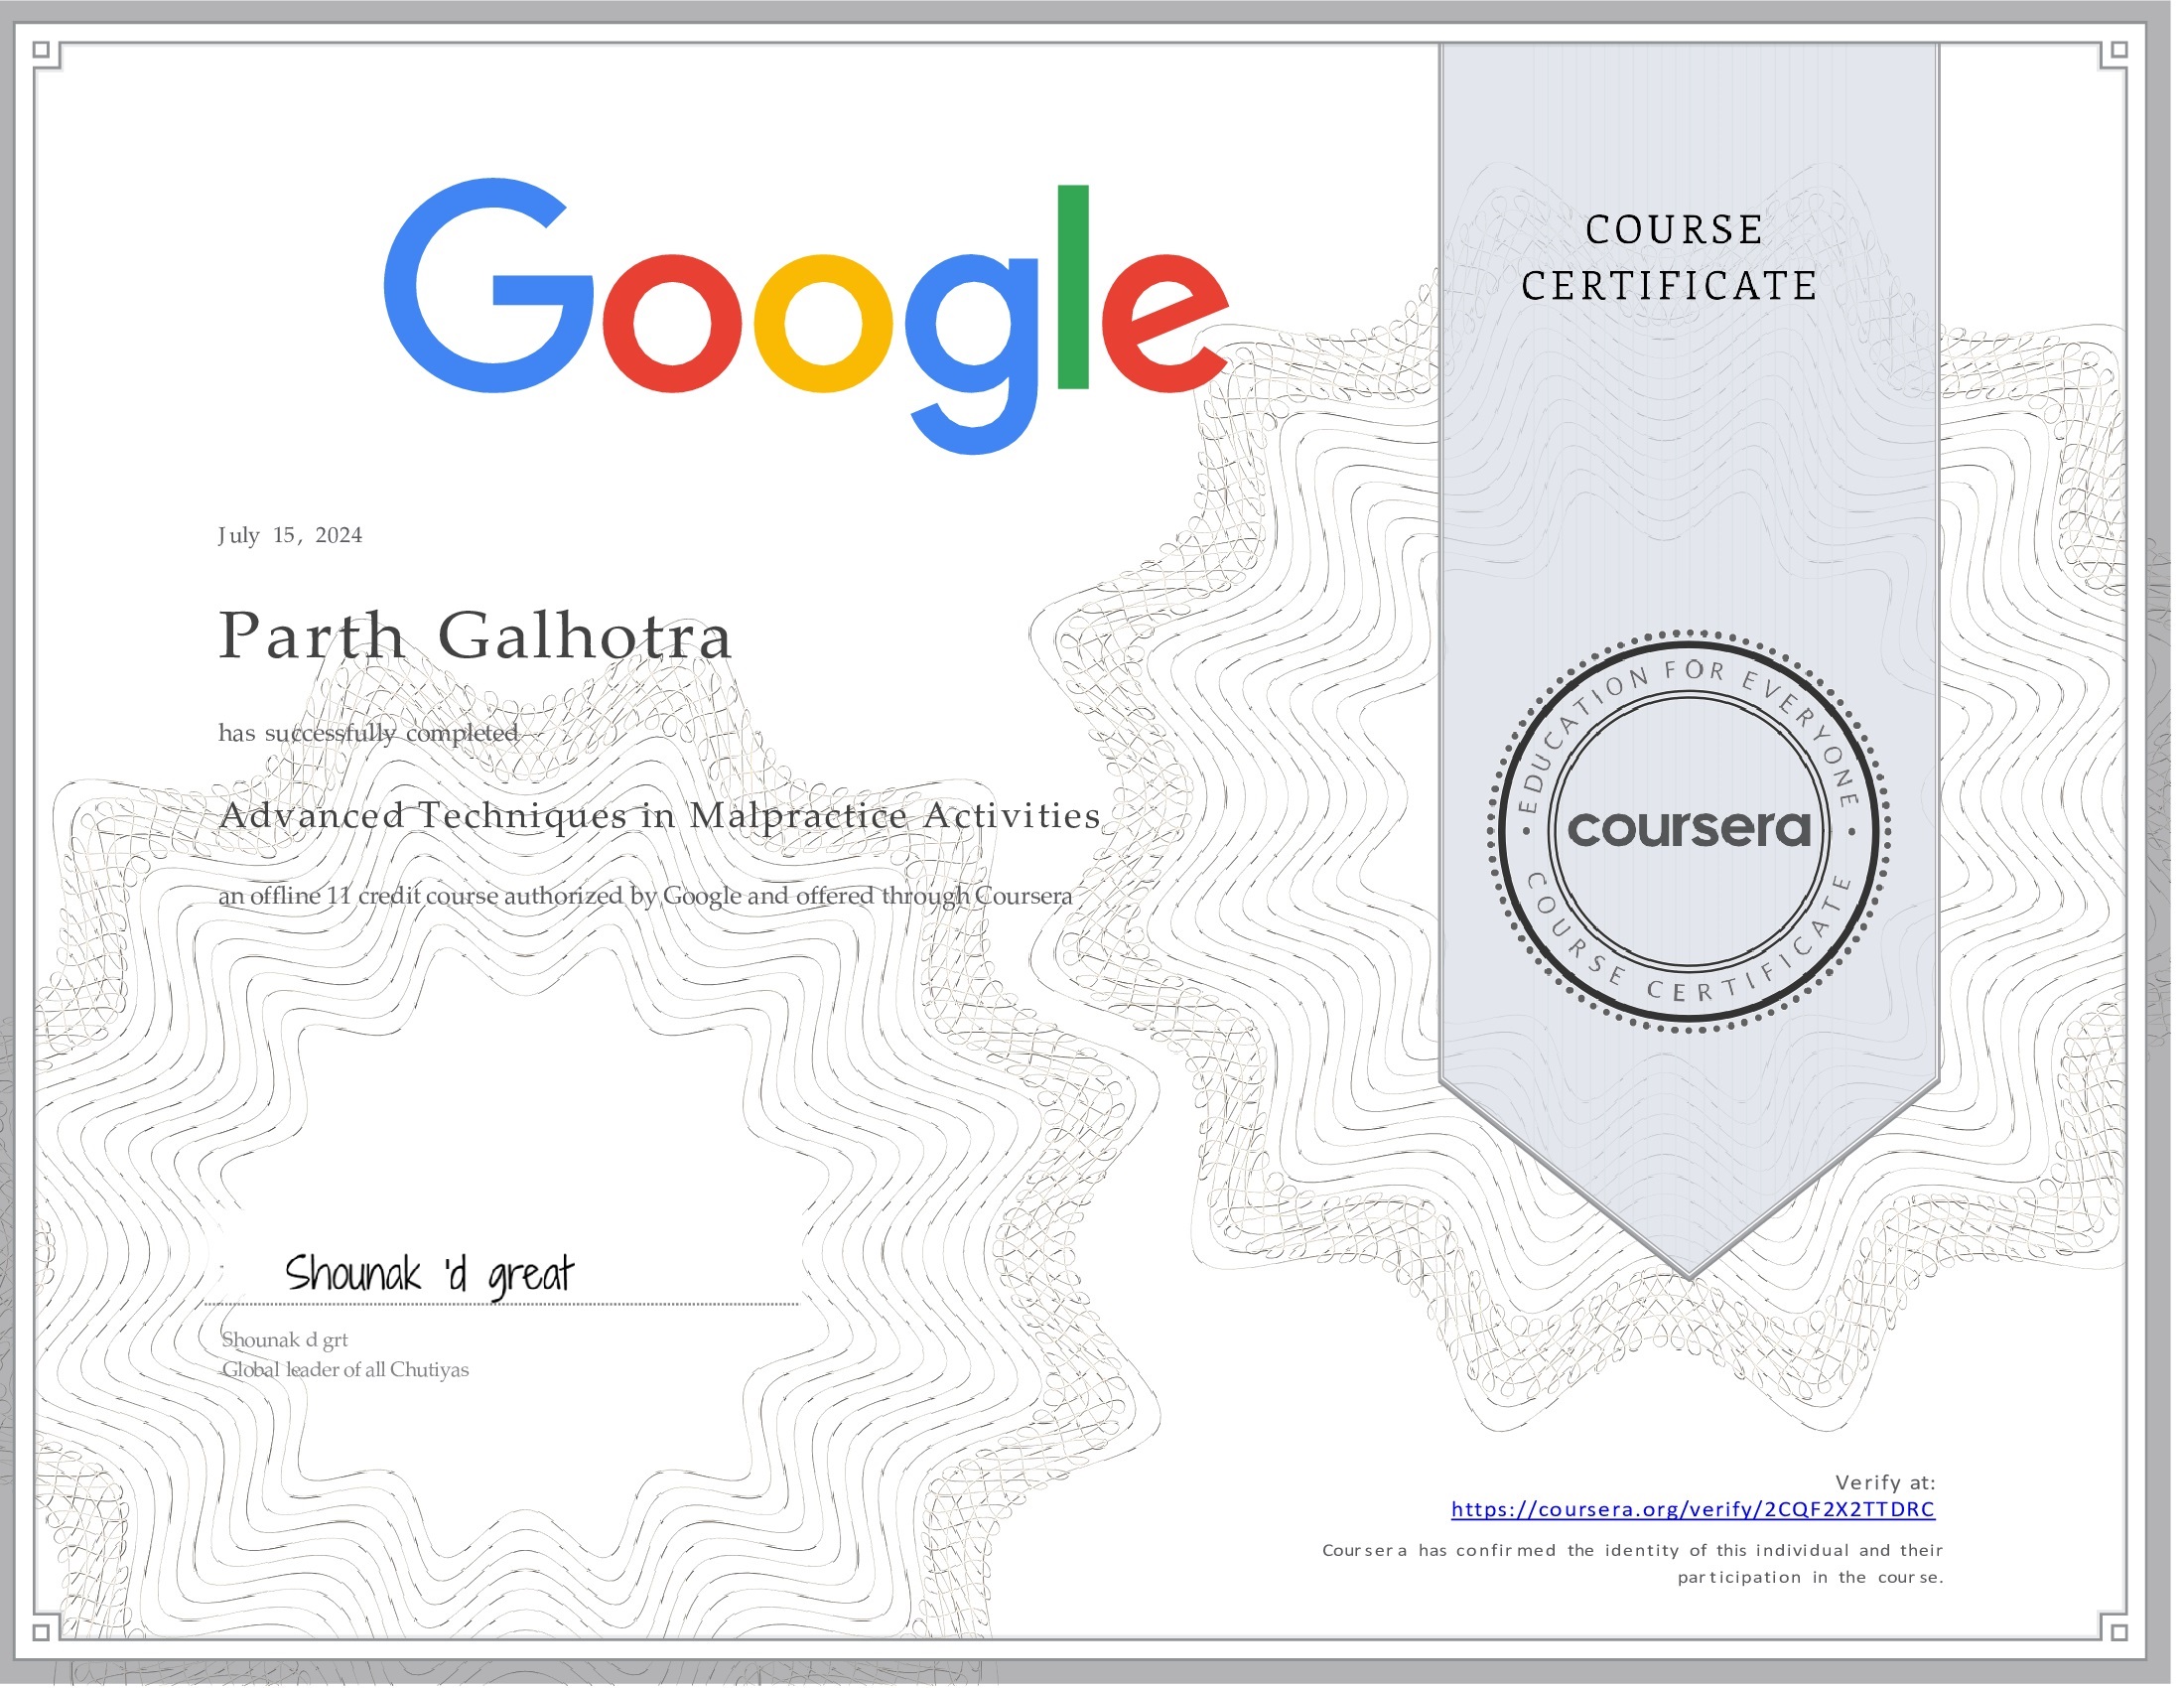 Google
COURSE
CERTIFICATE
July 15, 2024
Parth Galhotra
has successfully completed
Advanced Techniques in Malpractice Activities
an offline 11 credit course authorized by Google and offered through Coursera
EDUCATION FOR EVERYONE
coursera
COURSE CERTIFICATE
Shounak 'd great
Shounak d grt
Global leader of all Chutiyas
Verify at:
https://coursera.org/verify/2CQF2X2TTDRC
Coursera has confirmed the identity of this individual and their
participation in the course.